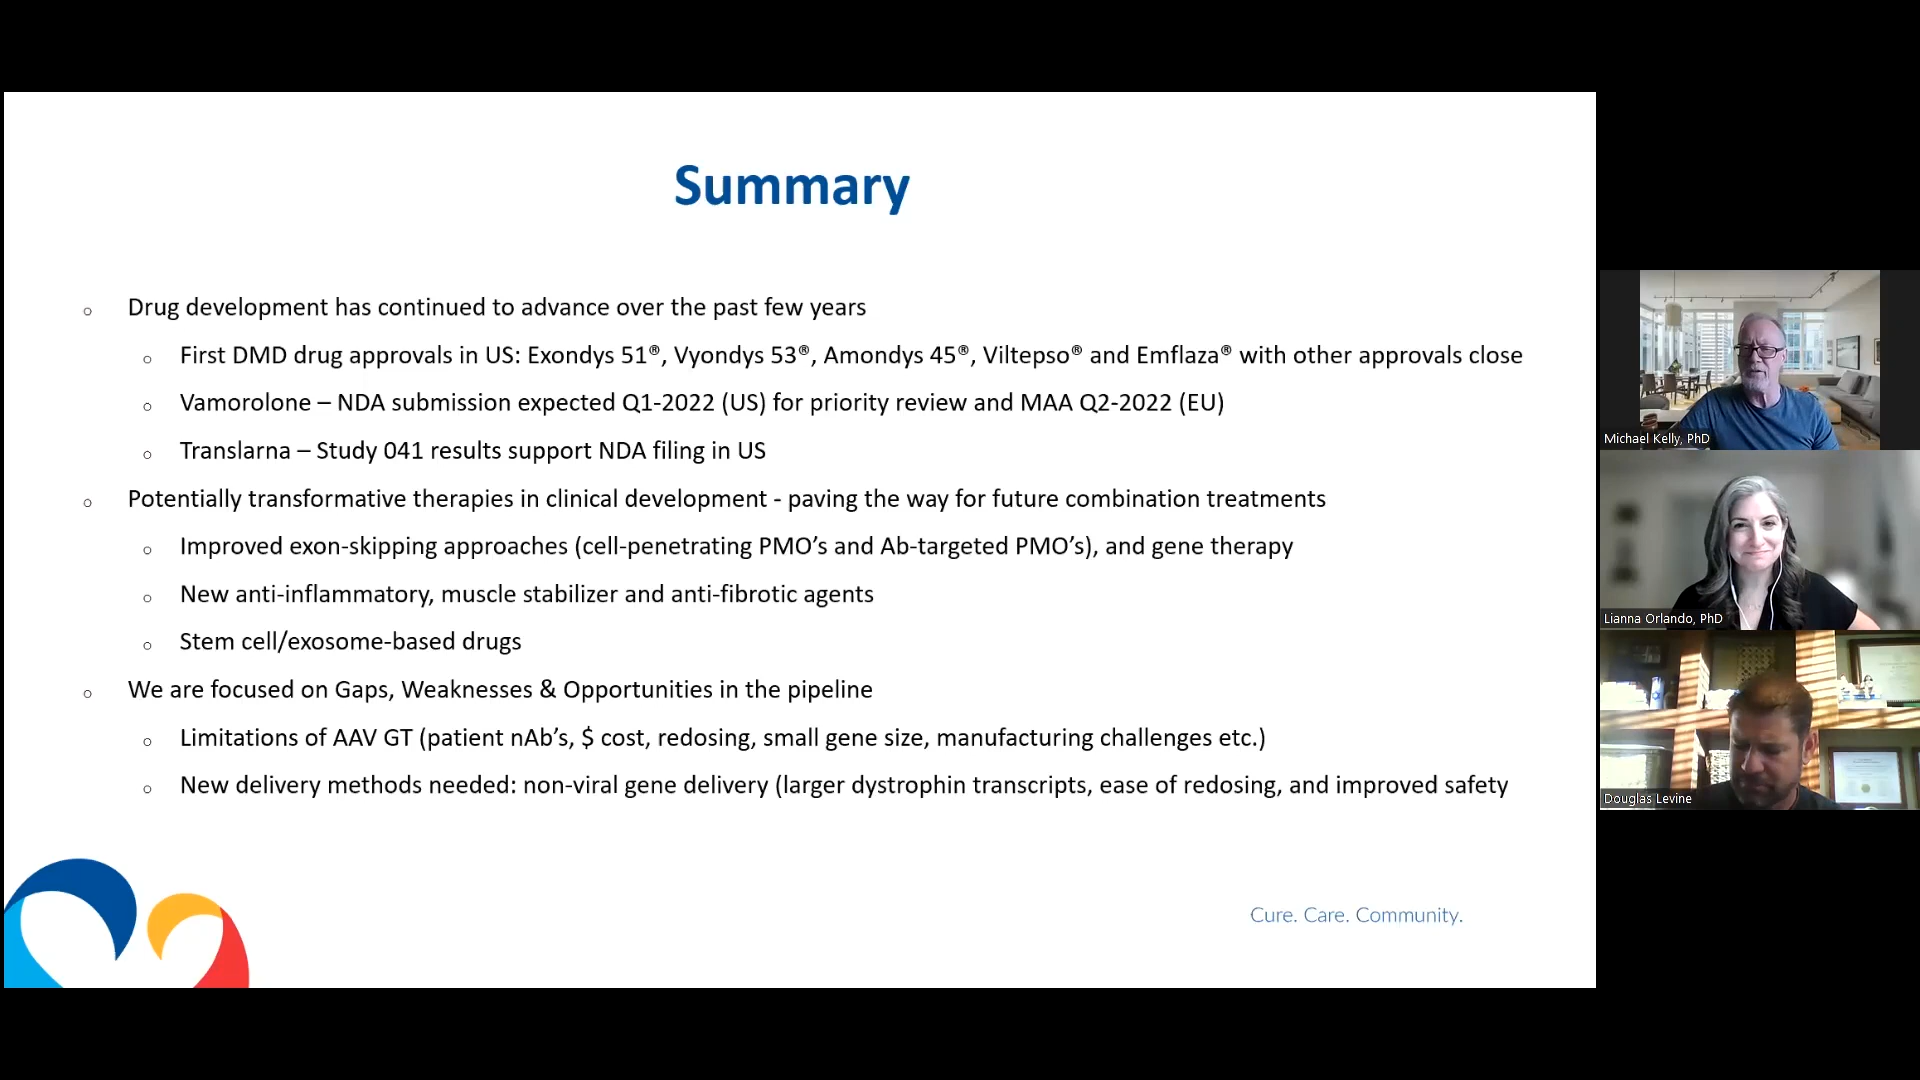 Summary
Drug development has continued to advance over the past few years
First DMD drug approvals in US: Exondys 51®, Vyondys 53®, Amondys 45®, Viltepso® and Emflaza® with other approvals close
Vamorolone – NDA submission expected Q1-2022 (US) for priority review and MAA Q2-2022 (EU)
Translarna – Study 041 results support NDA filing in US
Potentially transformative therapies in clinical development - paving the way for future combination treatments
Improved exon-skipping approaches (cell-penetrating PMO’s and Ab-targeted PMO’s), and gene therapy
New anti-inflammatory, muscle stabilizer and anti-fibrotic agents
Stem cell/exosome-based drugs
We are focused on Gaps, Weaknesses & Opportunities in the pipeline
Limitations of AAV GT (patient nAb’s, $ cost, redosing, small gene size, manufacturing challenges etc.)
New delivery methods needed: non-viral gene delivery (larger dystrophin transcripts, ease of redosing, and improved safety
Cure. Care. Community.
Michael Kelly, PhD
Lianna Orlando, PhD
Douglas Levine